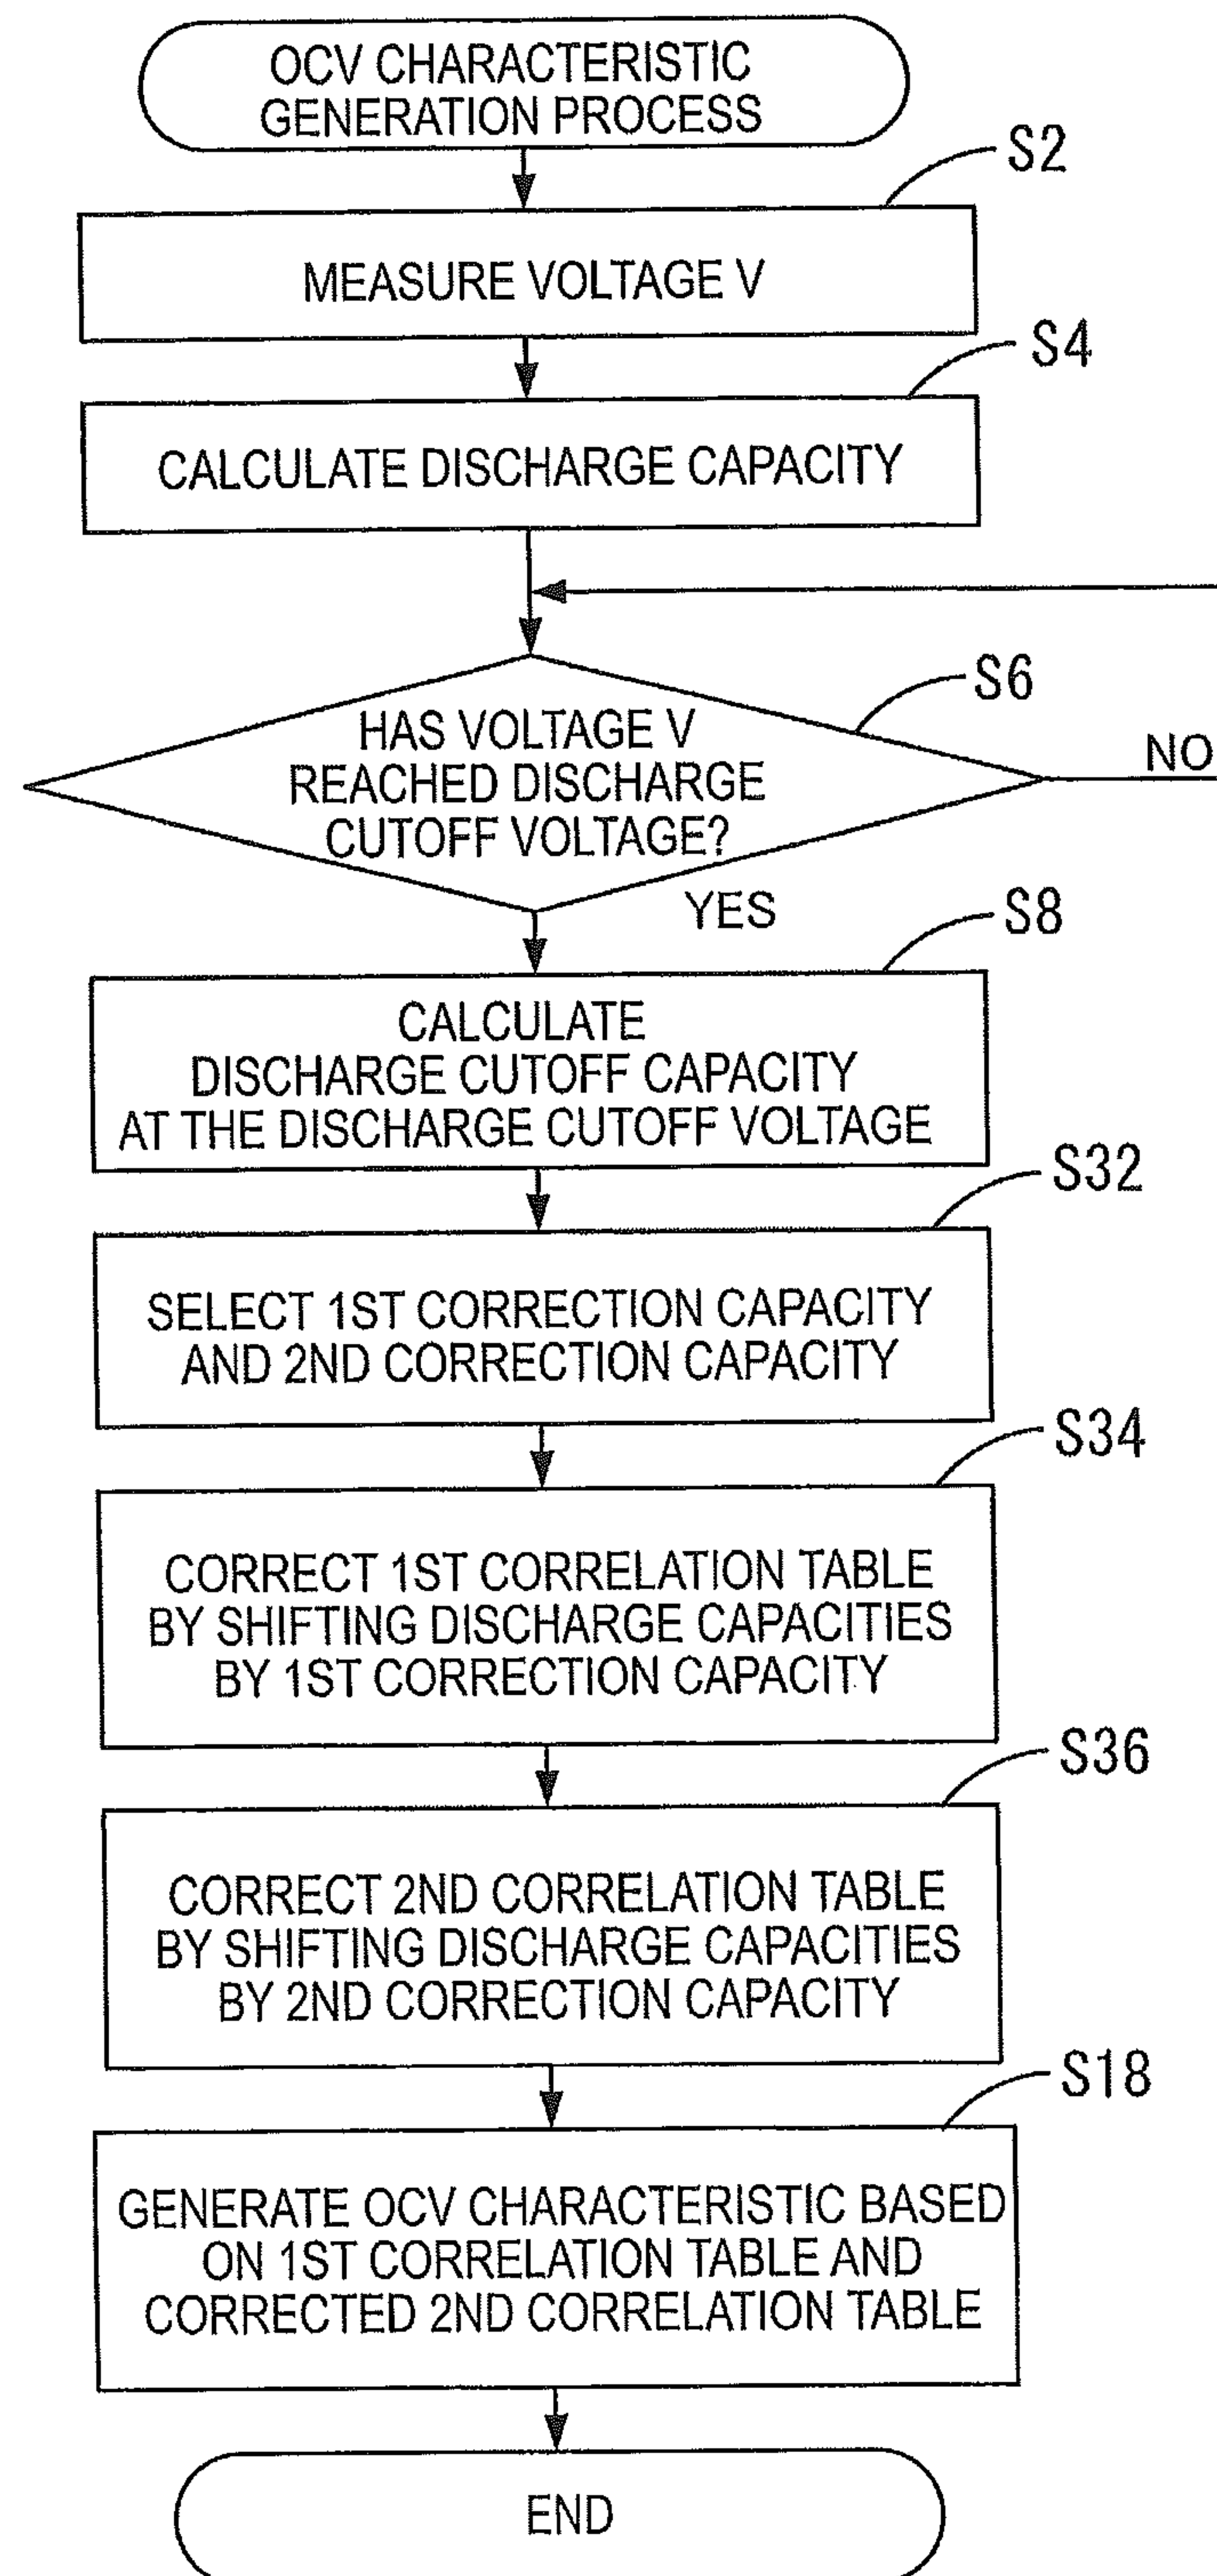 OCV CHARACTERISTIC
GENERATION PROCESS
S2
MEASURE VOLTAGE V
S4
CALCULATE DISCHARGE CAPACITY
S6
HAS VOLTAGE V
REACHED DISCHARGE
CUTOFF VOLTAGE?
NO
YES
S8
CALCULATE
DISCHARGE CUTOFF CAPACITY
AT THE DISCHARGE CUTOFF VOLTAGE
S32
SELECT 1ST CORRECTION CAPACITY
AND 2ND CORRECTION CAPACITY
S34
CORRECT 1ST CORRELATION TABLE
BY SHIFTING DISCHARGE CAPACITIES
BY 1ST CORRECTION CAPACITY
S36
CORRECT 2ND CORRELATION TABLE
BY SHIFTING DISCHARGE CAPACITIES
BY 2ND CORRECTION CAPACITY
S18
GENERATE OCV CHARACTERISTIC BASED
ON 1ST CORRELATION TABLE AND
CORRECTED 2ND CORRELATION TABLE
END